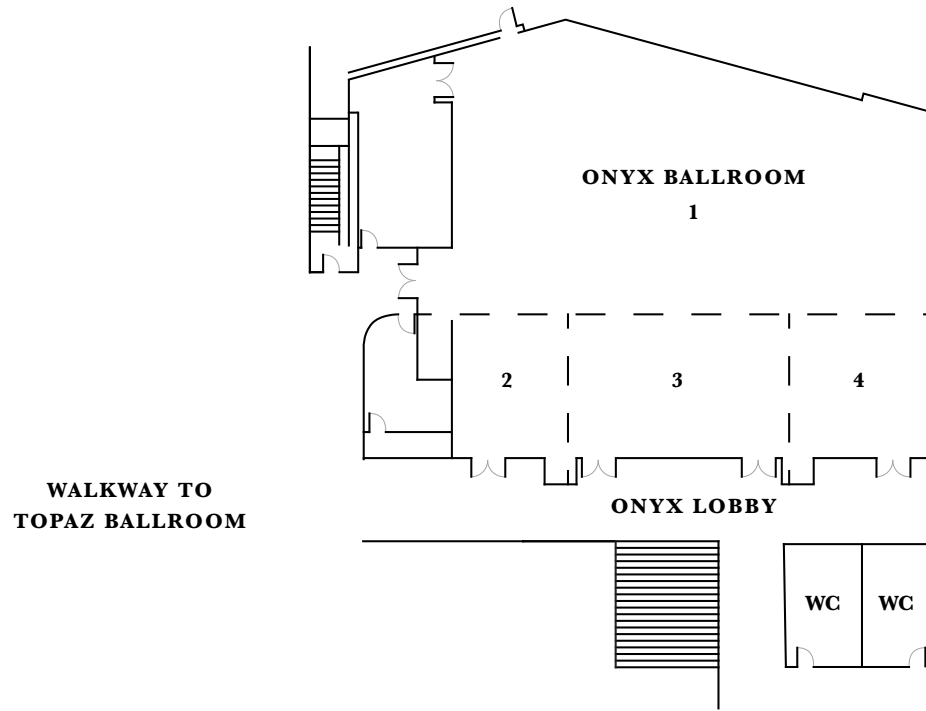 ONYX BALLROOM
1
2
3
4
WALKWAY TO
TOPAZ BALLROOM
ONYX LOBBY
WC
WC